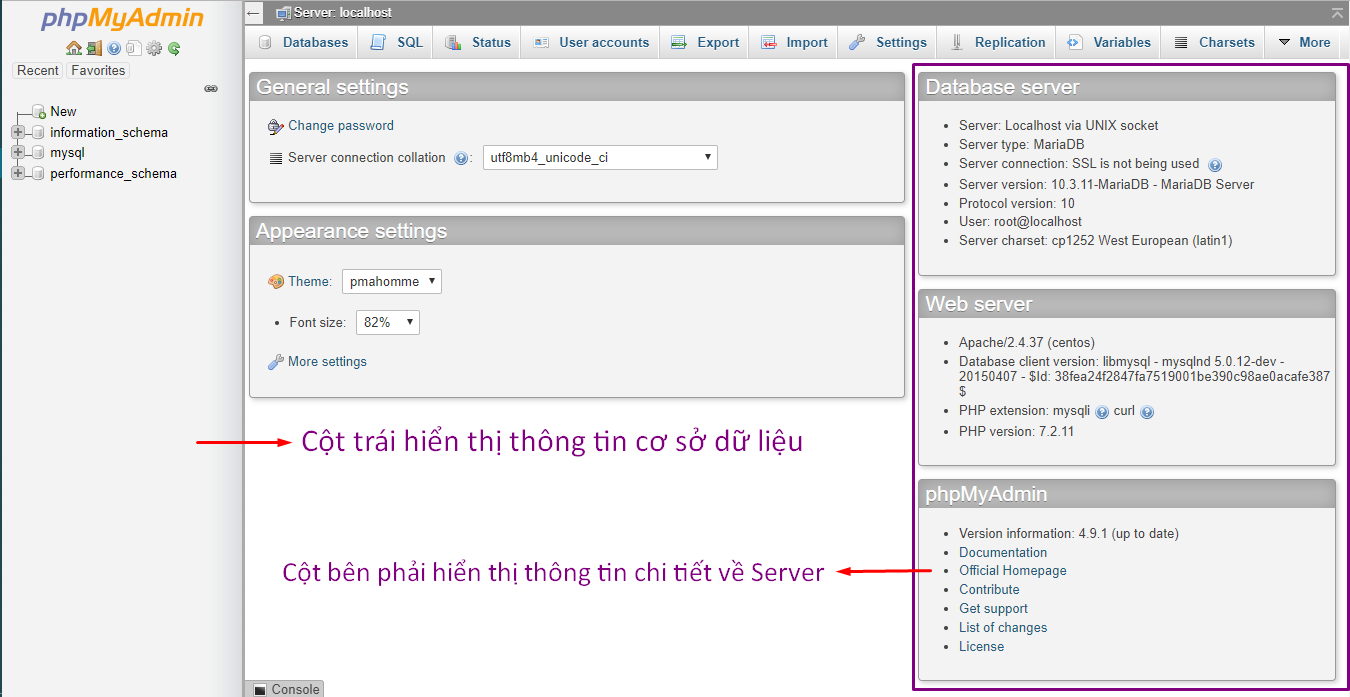 phpMyAdmin
Recent Favorites
New
information_schema
mysql
performance_schema
Server: localhost
Databases SQL Status User accounts Export Import Settings Replication Variables Charsets More
General settings
Change password
Server connection collation : utf8mb4_unicode_ci
Appearance settings
Theme: pmahomme
Font size: 82%
More settings
Cột trái hiển thị thông tin cơ sở dữ liệu
Cột bên phải hiển thị thông tin chi tiết về Server
Database server
Server: Localhost via UNIX socket
Server type: MariaDB
Server connection: SSL is not being used
Server version: 10.3.11-MariaDB - MariaDB Server
Protocol version: 10
User: root@localhost
Server charset: cp1252 West European (latin1)
Web server
Apache/2.4.37 (centos)
Database client version: libmysql - mysqlnd 5.0.12-dev -
20150407 - $Id: 38fea24f2847fa7519001be390c98ae0acafe387
$
PHP extension: mysqli curl
PHP version: 7.2.11
phpMyAdmin
Version information: 4.9.1 (up to date)
Documentation
Official Homepage
Contribute
Get support
List of changes
License
Console